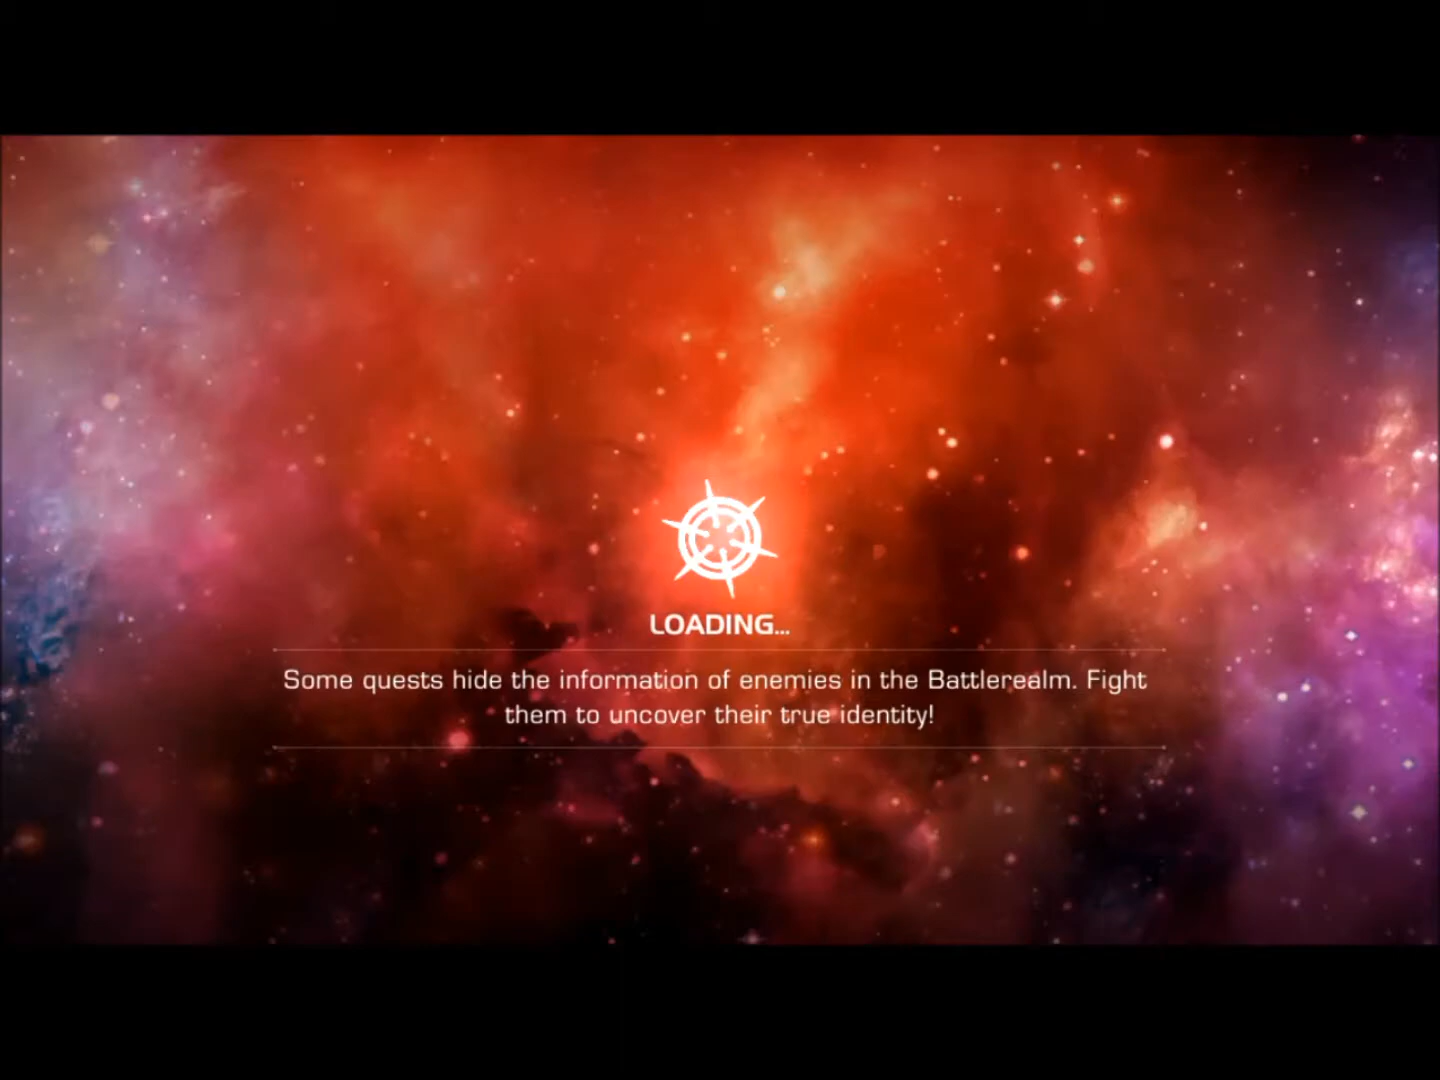 LOADING...
Some quests hide the information of enemies in the Battlerealm. Fight
them to uncover their true identity!